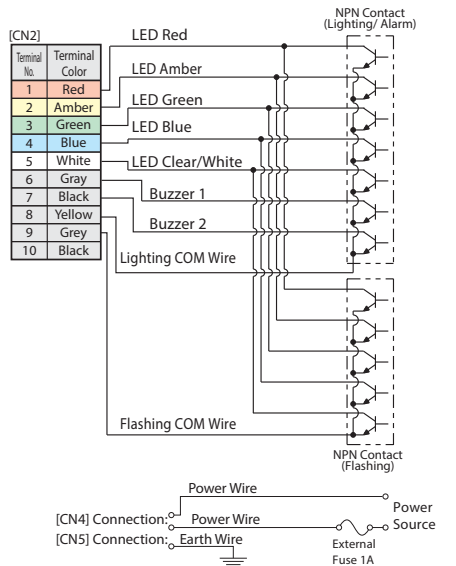 NPN Contact
(Lighting/ Alarm)
[CN2]
Terminal No. Terminal Color
1 Red
2 Amber
3 Green
4 Blue
5 White
6 Gray
7 Black
8 Yellow
9 Grey
10 Black
LED Red
LED Amber
LED Green
LED Blue
LED Clear/White
Buzzer 1
Buzzer 2
Lighting COM Wire
Flashing COM Wire
NPN Contact
(Flashing)
Power Wire
Power
Source
[CN4] Connection:
Power Wire
[CN5] Connection:
Earth Wire
External
Fuse 1A